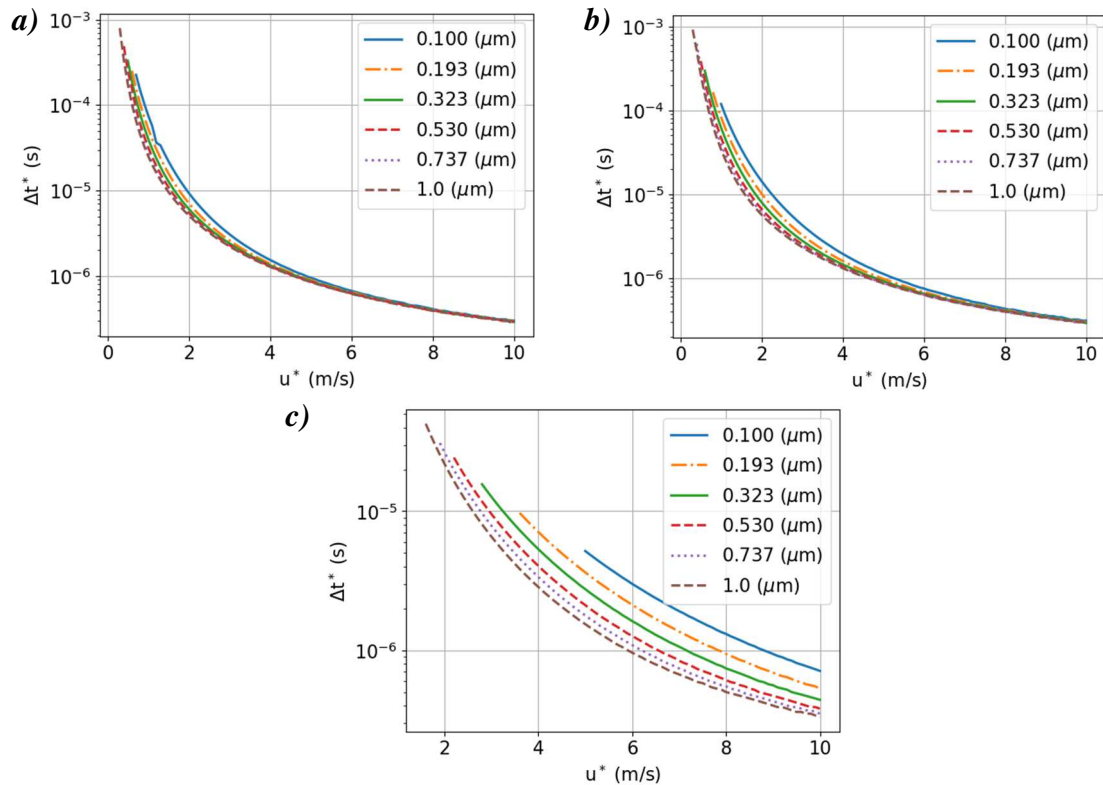 a)
10⁻³
10⁻⁴
10⁻⁵
10⁻⁶
Δt* (s)
0 2 4 6 8 10
u* (m/s)
0.100 (μm)
0.193 (μm)
0.323 (μm)
0.530 (μm)
0.737 (μm)
1.0 (μm)
b)
10⁻³
10⁻⁴
10⁻⁵
10⁻⁶
Δt* (s)
0 2 4 6 8 10
u* (m/s)
0.100 (μm)
0.193 (μm)
0.323 (μm)
0.530 (μm)
0.737 (μm)
1.0 (μm)
c)
10⁻⁵
10⁻⁶
Δt* (s)
2 4 6 8 10
u* (m/s)
0.100 (μm)
0.193 (μm)
0.323 (μm)
0.530 (μm)
0.737 (μm)
1.0 (μm)